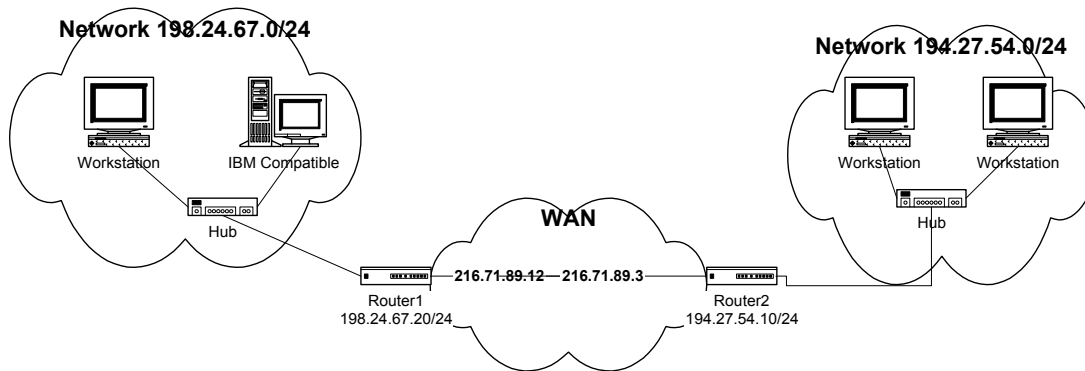 Network 198.24.67.0/24
Network 194.27.54.0/24
Workstation
IBM Compatible
Workstation
Workstation
Hub
Hub
WAN
216.71.89.12
216.71.89.3
Router1
198.24.67.20/24
Router2
194.27.54.10/24